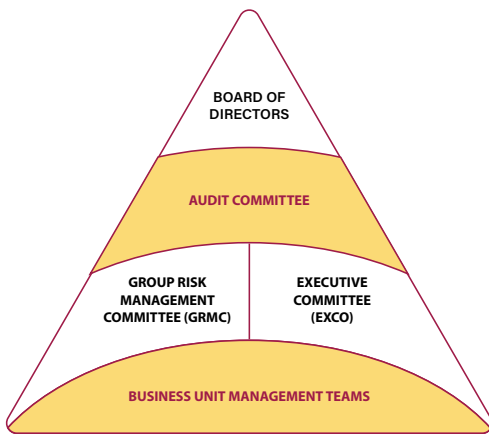 BOARD OF
DIRECTORS
AUDIT COMMITTEE
GROUP RISK
MANAGEMENT
COMMITTEE (GRMC)
EXECUTIVE
COMMITTEE
(EXCO)
BUSINESS UNIT MANAGEMENT TEAMS